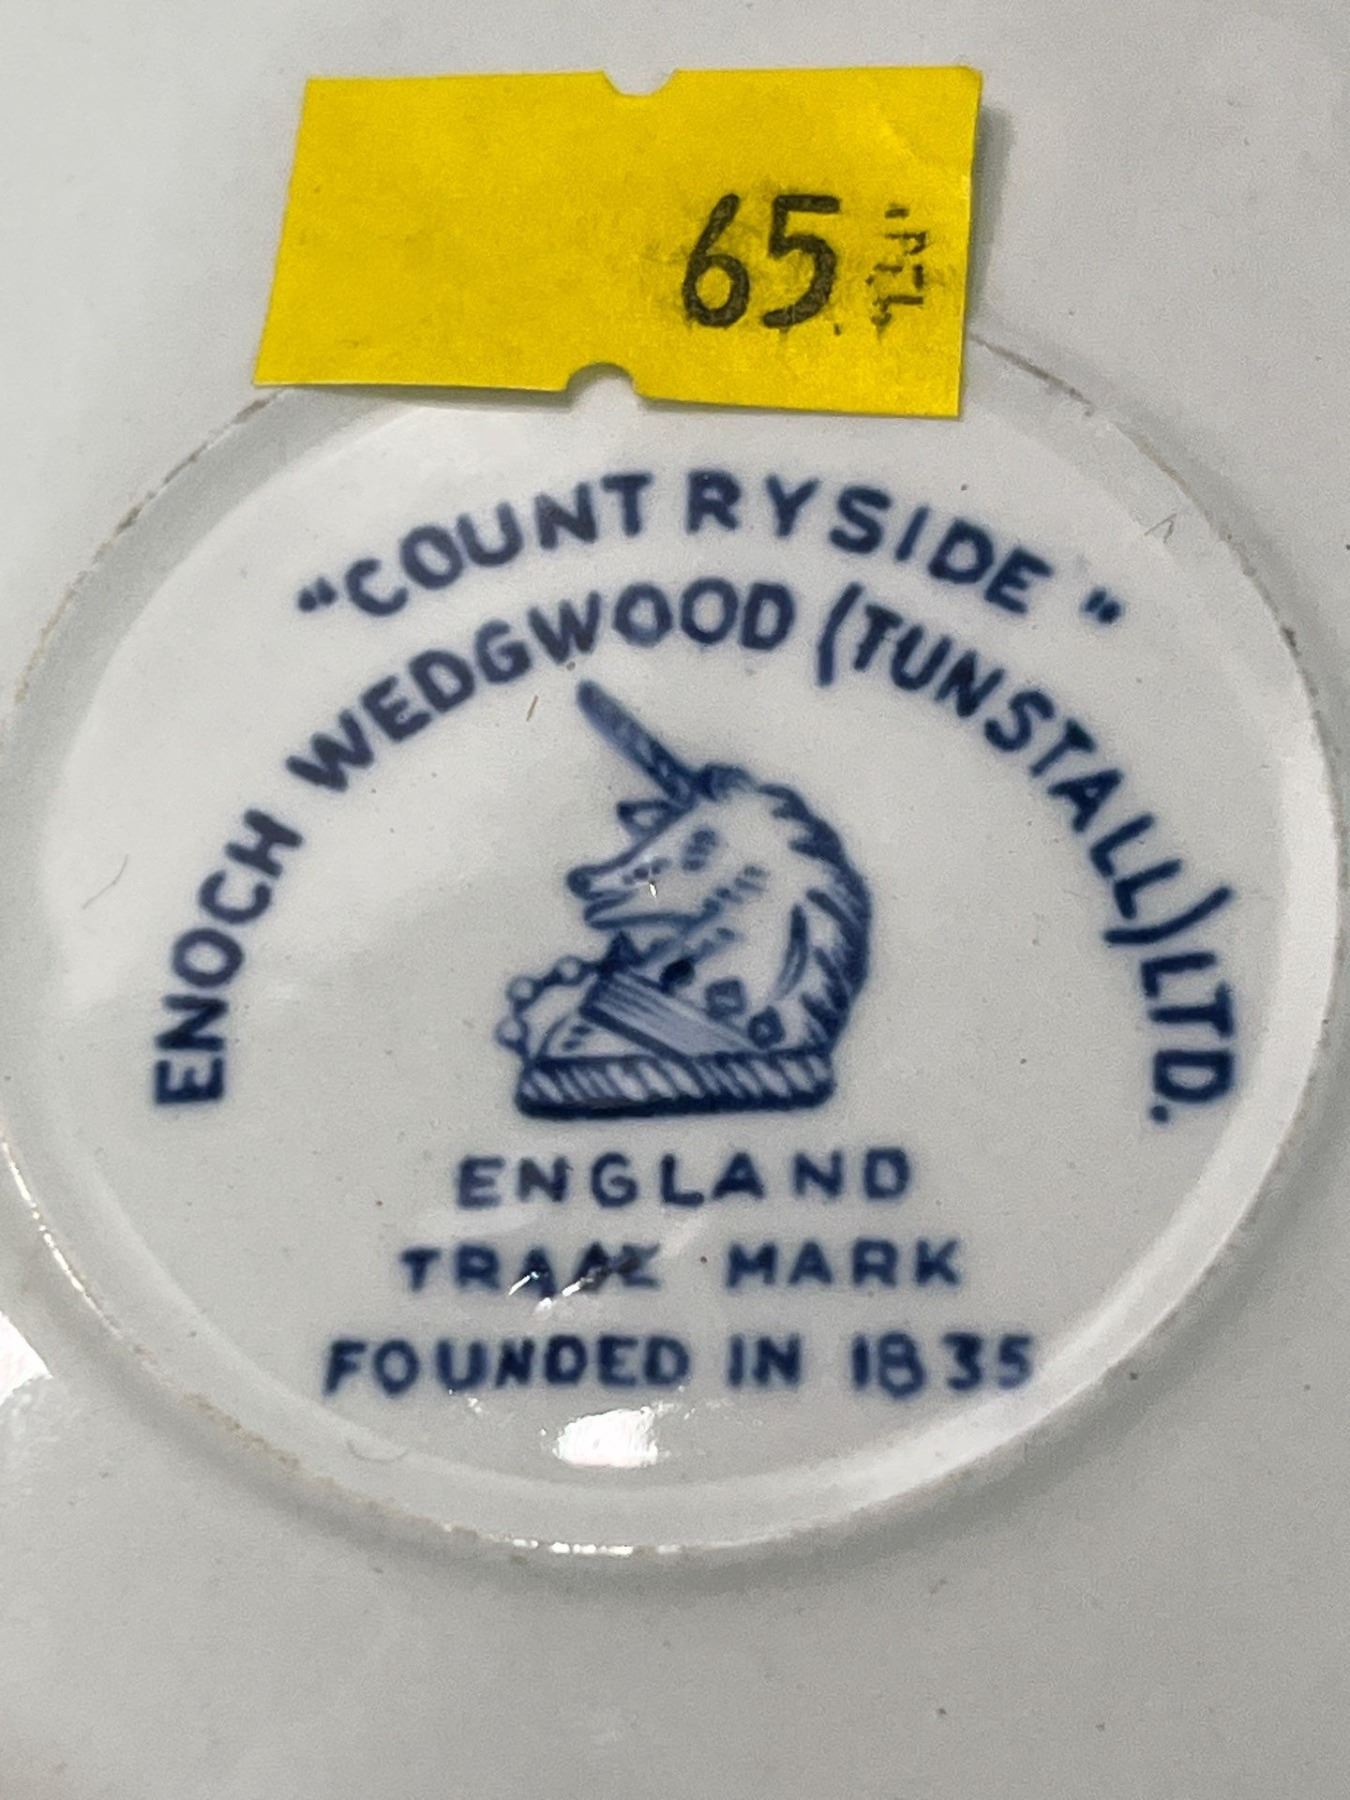 65
"COUNTRYSIDE"
ENOCH WEDGWOOD (TUNSTALL) LTD.
ENGLAND
TRADE MARK
FOUNDED IN 1835